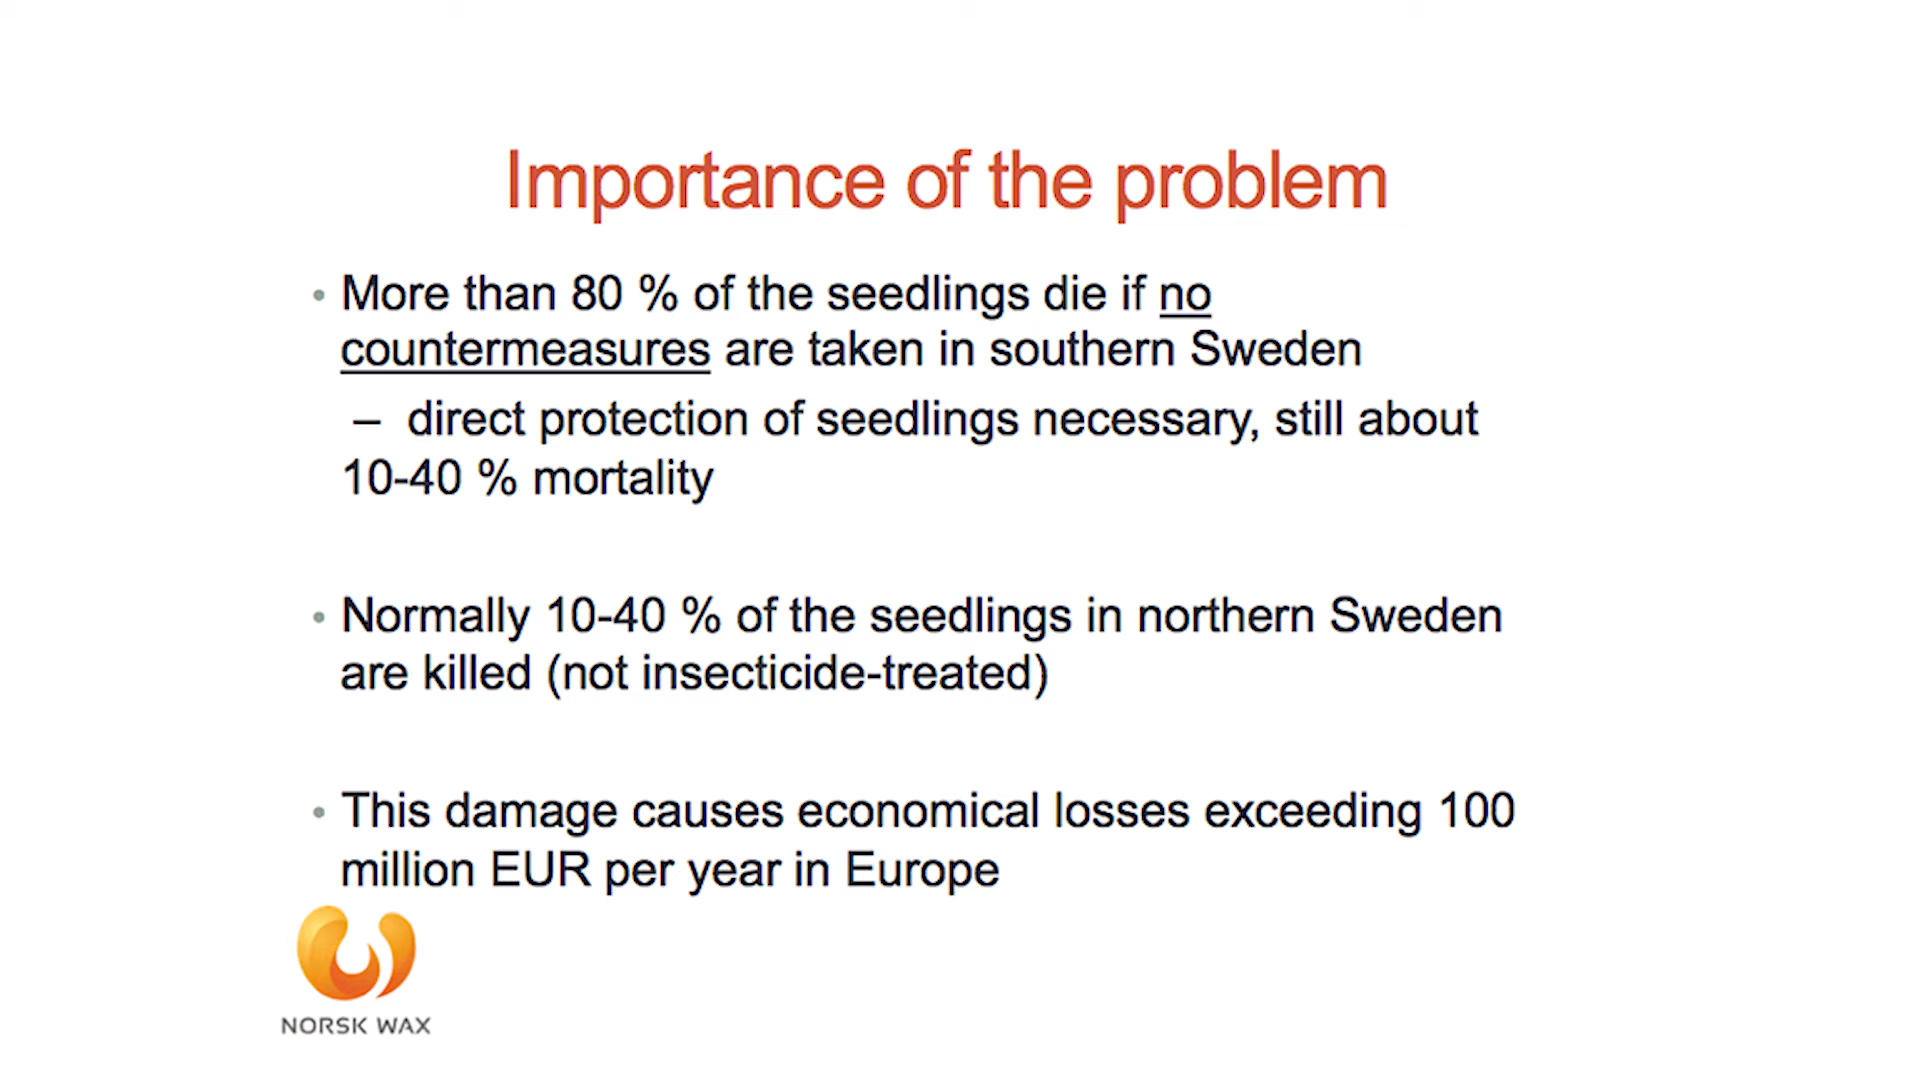 Importance of the problem
• More than 80 % of the seedlings die if no
countermeasures are taken in southern Sweden
– direct protection of seedlings necessary, still about
10-40 % mortality
• Normally 10-40 % of the seedlings in northern Sweden
are killed (not insecticide-treated)
• This damage causes economical losses exceeding 100
million EUR per year in Europe
NORSK WAX